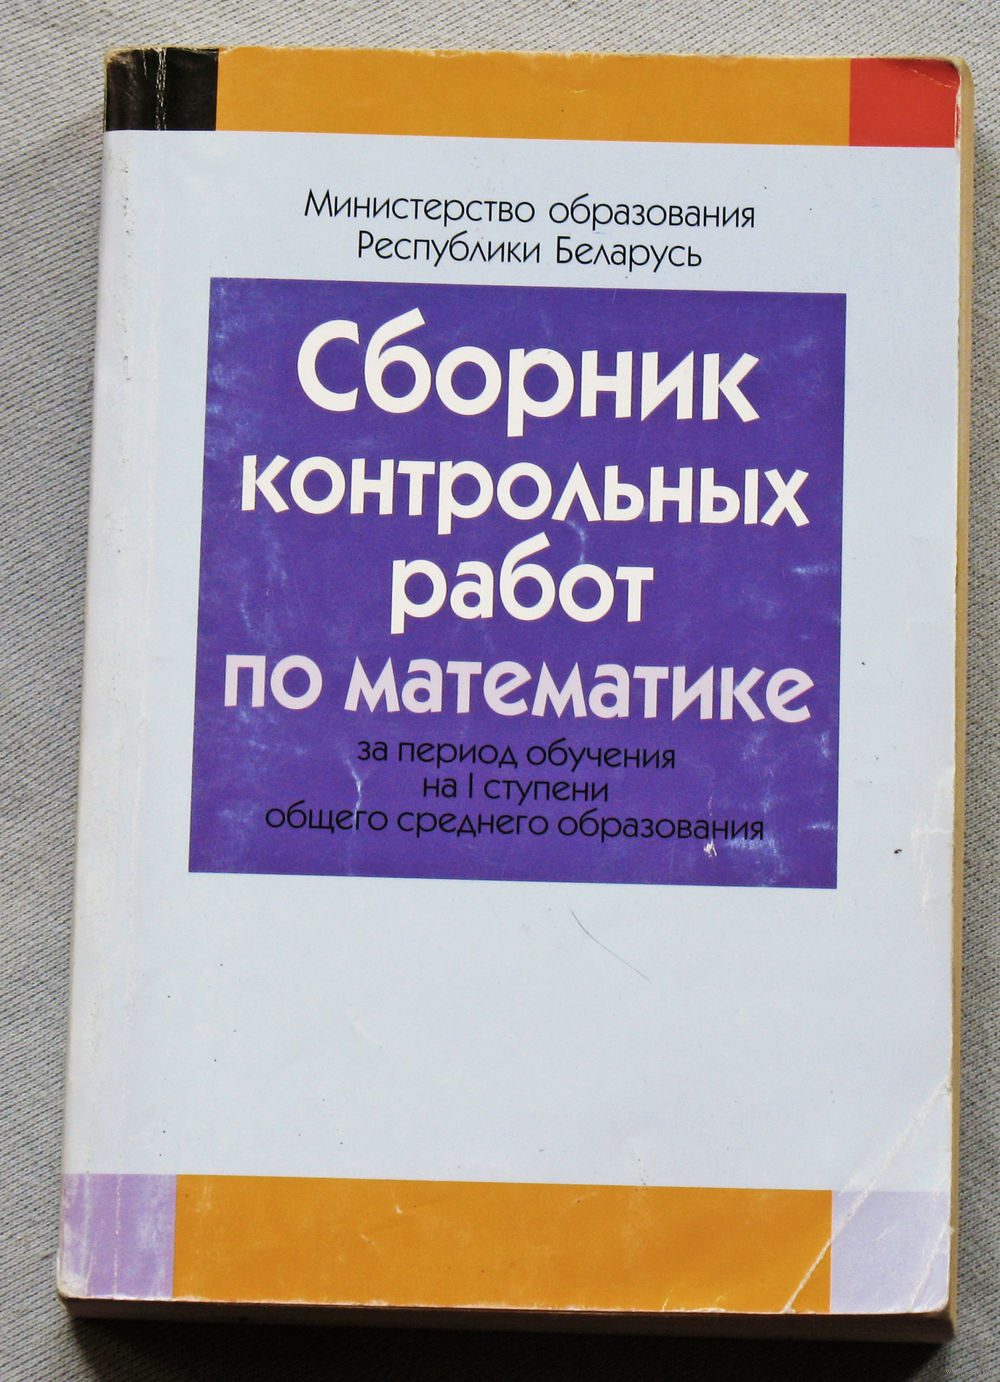 Министерство образования
Республики Беларусь
Сборник
контрольных
работ
по математике
за период обучения
на I ступени
общего среднего образования